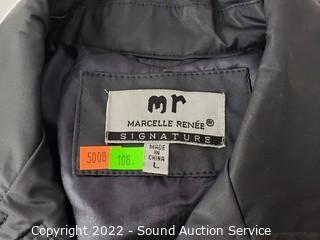 mr
MARCELLE RENÉE®
SIGNATURE
MADE
IN
CHINA
L
5008
108.
Copyright 2022 - Sound Auction Service